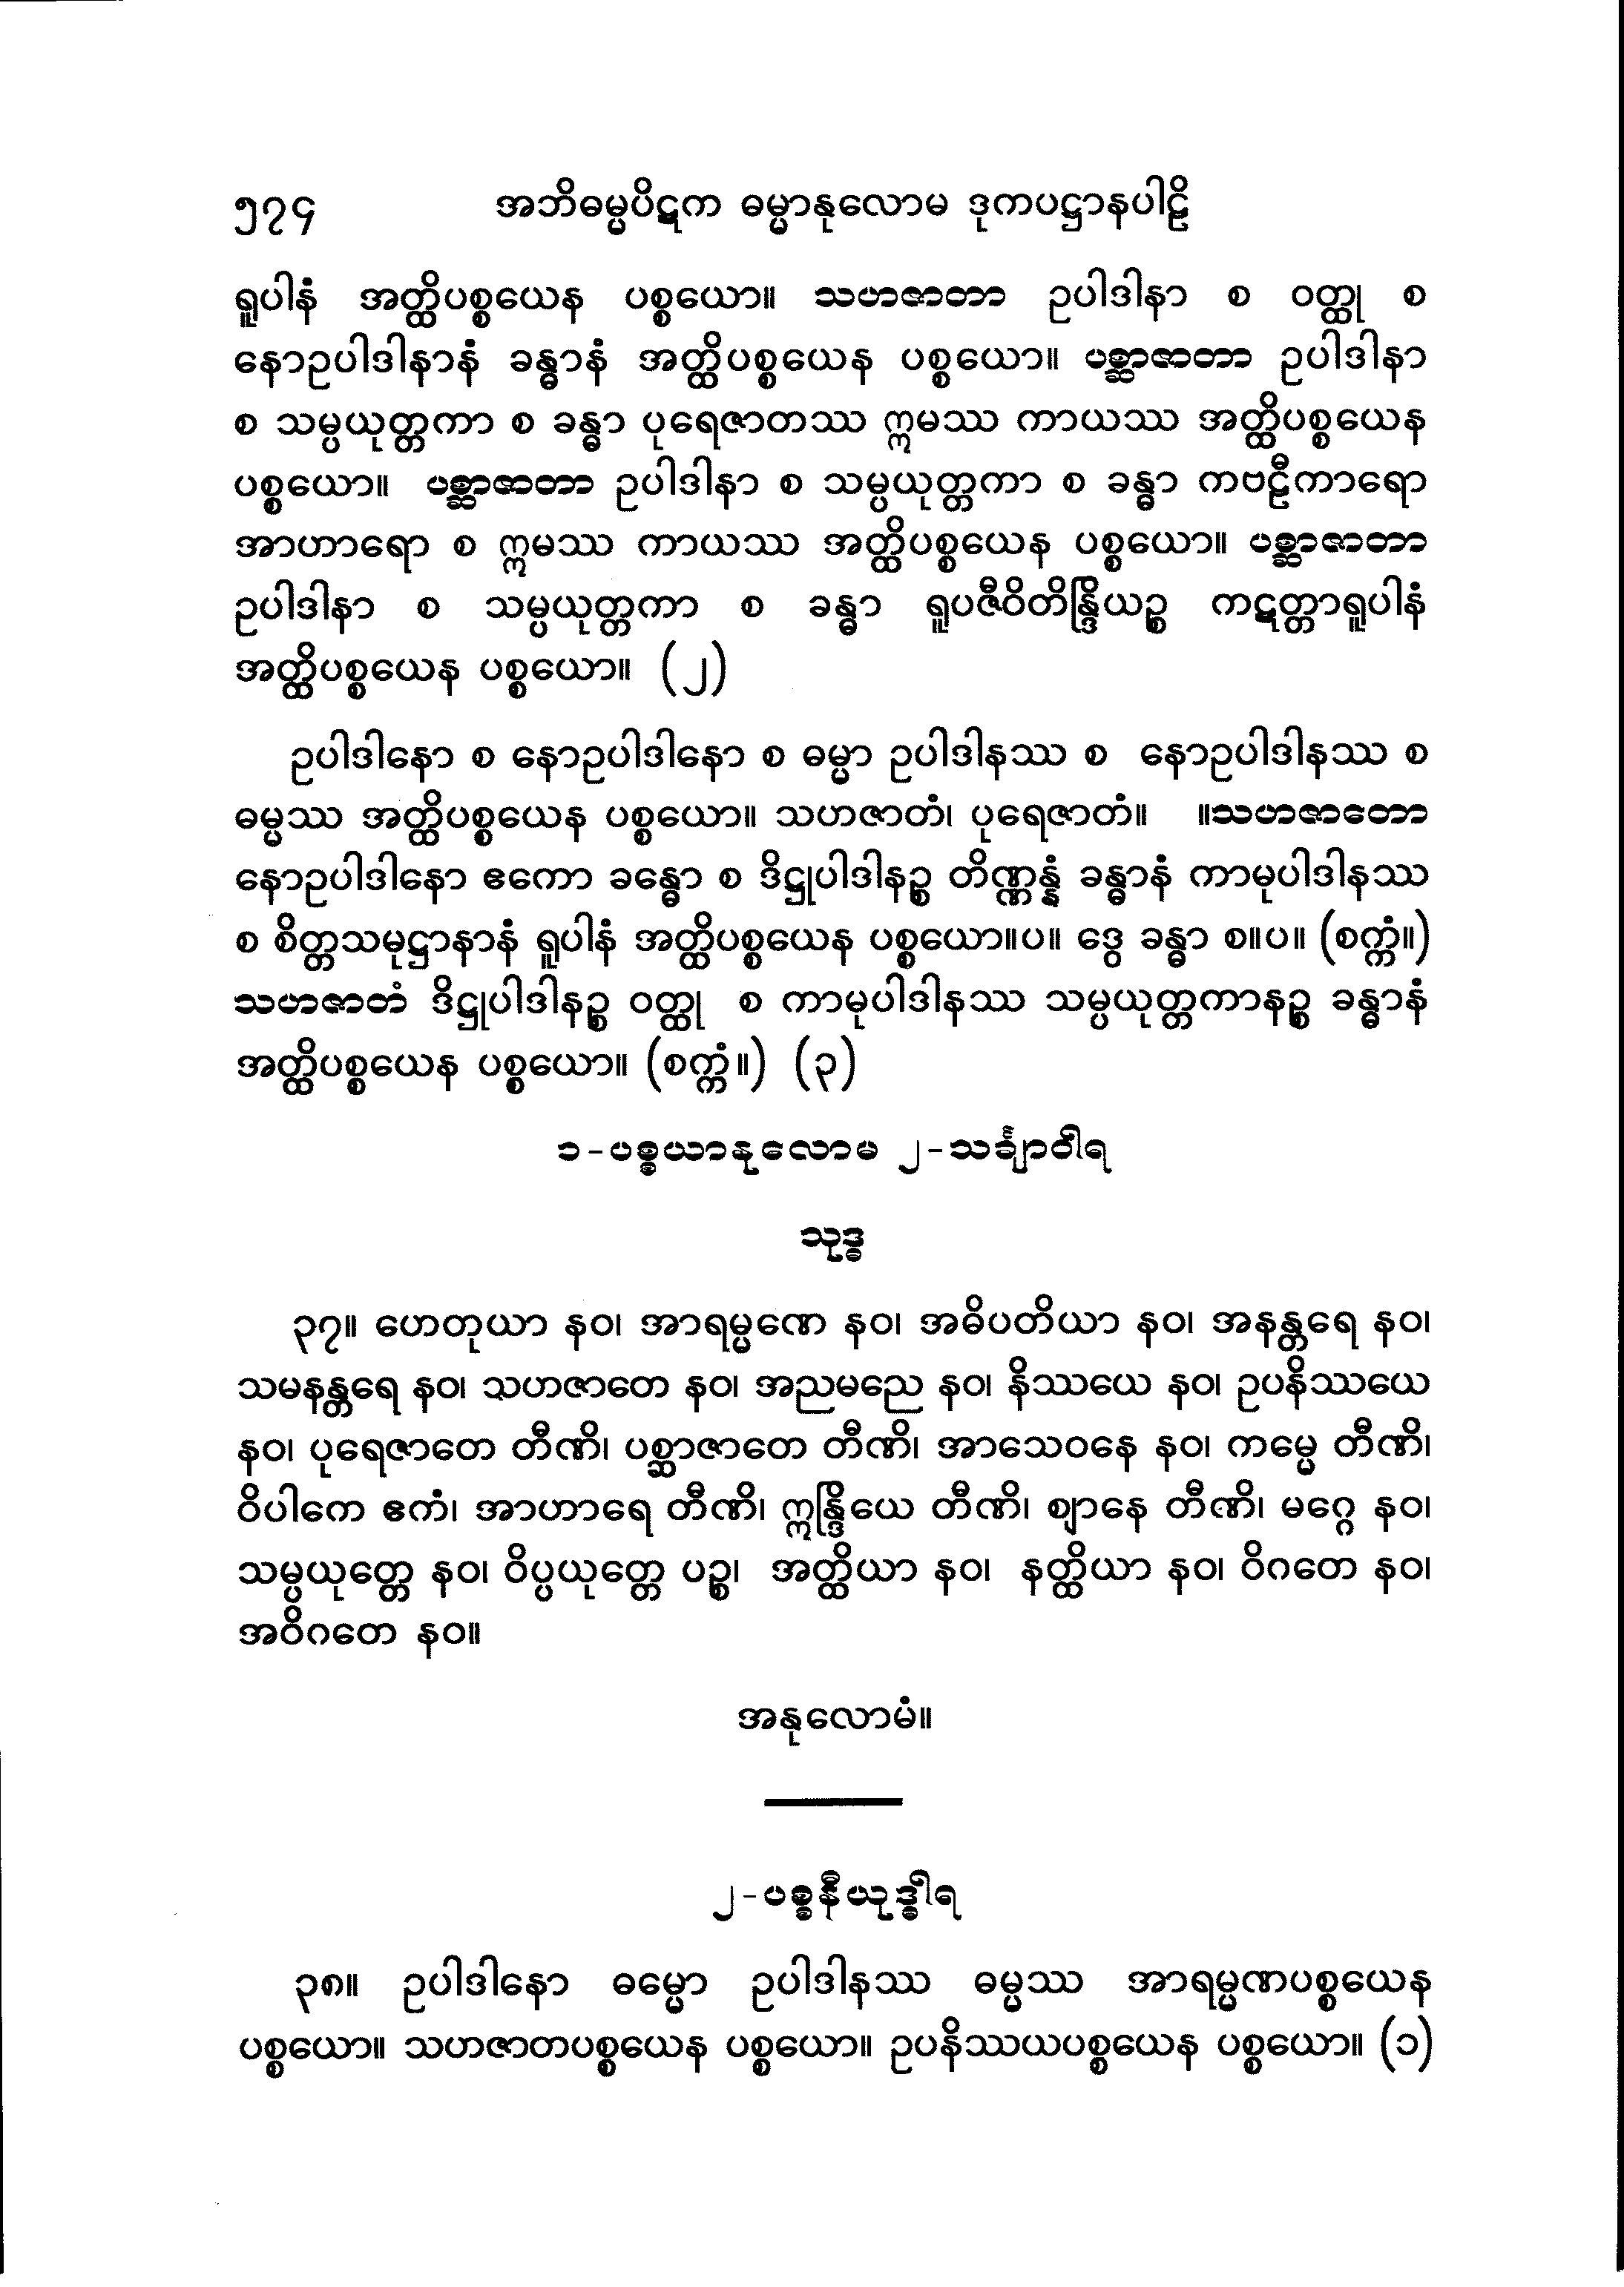 ၅၇၄ အဘိဓမ္မပိဋက ဓမ္မာနုလောမ ဒုကပဋ္ဌာနပါဠိ
ရူပါနံ အတ္ထိပစ္စယေန ပစ္စယော။ သဟဇာတာ ဥပါဒါနာ စ ဝတ္ထု စ
နောဥပါဒါနာနံ ခန္ဓာနံ အတ္ထိပစ္စယေန ပစ္စယော။ ပစ္ဆာဇာတာ ဥပါဒါနာ
စ သမ္ပယုတ္တကာ စ ခန္ဓာ ပုရေဇာတဿ ဣမဿ ကာယဿ အတ္ထိပစ္စယေန
ပစ္စယော။ ပစ္ဆာဇာတာ ဥပါဒါနာ စ သမ္ပယုတ္တကာ စ ခန္ဓာ ကဗဠီကာရော
အာဟာရော စ ဣမဿ ကာယဿ အတ္ထိပစ္စယေန ပစ္စယော။ ပစ္ဆာဇာတာ
ဥပါဒါနာ စ သမ္ပယုတ္တကာ စ ခန္ဓာ ရူပဇီဝိတိန္ဒြိယဉ္စ ကဋတ္တာရူပါနံ
အတ္ထိပစ္စယေန ပစ္စယော။ (၂)
ဥပါဒါနော စ နောဥပါဒါနော စ ဓမ္မာ ဥပါဒါနဿ စ နောဥပါဒါနဿ စ
ဓမ္မဿ အတ္ထိပစ္စယေန ပစ္စယော။ သဟဇာတံ၊ ပုရေဇာတံ။ ။သဟဇာတော
နောဥပါဒါနော ဧကော ခန္ဓော စ ဒိဋ္ဌုပါဒါနဉ္စ တိဏ္ဏန္နံ ခန္ဓာနံ ကာမုပါဒါနဿ
စ စိတ္တသမုဋ္ဌာနာနံ ရူပါနံ အတ္ထိပစ္စယေန ပစ္စယော။ပ။ ဒွေ ခန္ဓာ စ။ပ။ (စက္ကံ။)
သဟဇာတံ ဒိဋ္ဌုပါဒါနဉ္စ ဝတ္ထု စ ကာမုပါဒါနဿ သမ္ပယုတ္တကာနဉ္စ ခန္ဓာနံ
အတ္ထိပစ္စယေန ပစ္စယော။ (စက္ကံ။) (၃)
၁-ပစ္စယာနုလောမ ၂-သင်္ချာဝါရ
သုဒ္ဓ
၃၇။ ဟေတုယာ နဝ၊ အာရမ္မဏေ နဝ၊ အဓိပတိယာ နဝ၊ အနန္တရေ နဝ၊
သမနန္တရေ နဝ၊ သဟဇာတေ နဝ၊ အညမညေ နဝ၊ နိဿယေ နဝ၊ ဥပနိဿယေ
နဝ၊ ပုရေဇာတေ တီဏိ၊ ပစ္ဆာဇာတေ တီဏိ၊ အာသေဝနေ နဝ၊ ကမ္မေ တီဏိ၊
ဝိပါကေ ဧကံ၊ အာဟာရေ တီဏိ၊ ဣန္ဒြိယေ တီဏိ၊ ဈာနေ တီဏိ၊ မဂ္ဂေ နဝ၊
သမ္ပယုတ္တေ နဝ၊ ဝိပ္ပယုတ္တေ ပဉ္စ၊ အတ္ထိယာ နဝ၊ နတ္ထိယာ နဝ၊ ဝိဂတေ နဝ၊
အဝိဂတေ နဝ။
အနုလောမံ။
၂-ပစ္စနီယုဒ္ဓါရ
၃၈။ ဥပါဒါနော ဓမ္မော ဥပါဒါနဿ ဓမ္မဿ အာရမ္မဏပစ္စယေန
ပစ္စယော။ သဟဇာတပစ္စယေန ပစ္စယော။ ဥပနိဿယပစ္စယေန ပစ္စယော။ (၁)